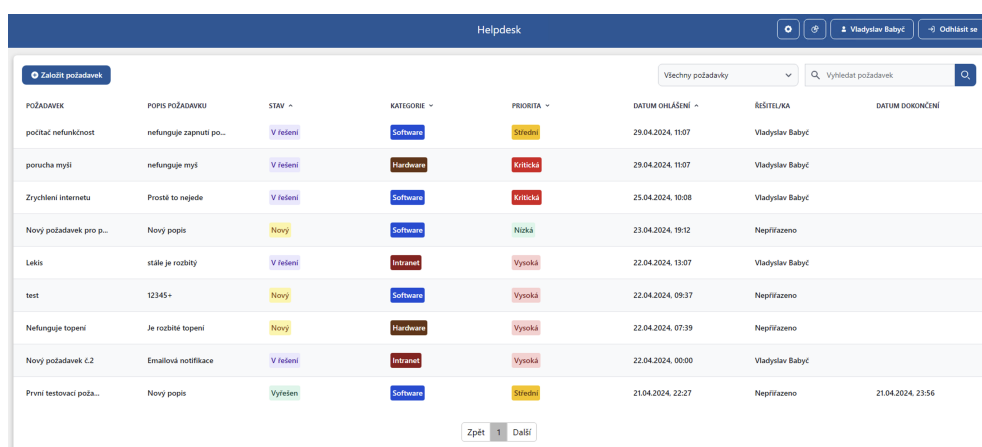 Helpdesk
Vladyslav Babyč
Odhlásit se
Založit požadavek
Všechny požadavky
Vyhledat požadavek
POŽADAVEK POPIS POŽADAVKU STAV KATEGORIE PRIORITA DATUM OHLÁŠENÍ ŘEŠITEL/KA DATUM DOKONČENÍ
počítač nefunkčnost nefunguje zapnutí po... V řešení Software Střední 29.04.2024, 11:07 Vladyslav Babyč
porucha myši nefunguje myš V řešení Hardware Kritická 29.04.2024, 11:07 Vladyslav Babyč
Zrychlení internetu Prostě to nejede V řešení Software Kritická 25.04.2024, 10:08 Vladyslav Babyč
Nový požadavek pro p... Nový popis Nový Software Nízká 23.04.2024, 19:12 Nepřiřazeno
Lekis stále je rozbitý V řešení Intranet Vysoká 22.04.2024, 13:07 Vladyslav Babyč
test 12345+ Nový Software Vysoká 22.04.2024, 09:37 Nepřiřazeno
Nefunguje topení Je rozbité topení Nový Hardware Vysoká 22.04.2024, 07:39 Nepřiřazeno
Nový požadavek č.2 Emailová notifikace V řešení Intranet Vysoká 22.04.2024, 00:00 Vladyslav Babyč
První testovací poža... Nový popis Vyřešen Software Střední 21.04.2024, 22:27 Nepřiřazeno 21.04.2024, 23:56
Zpět 1 Další